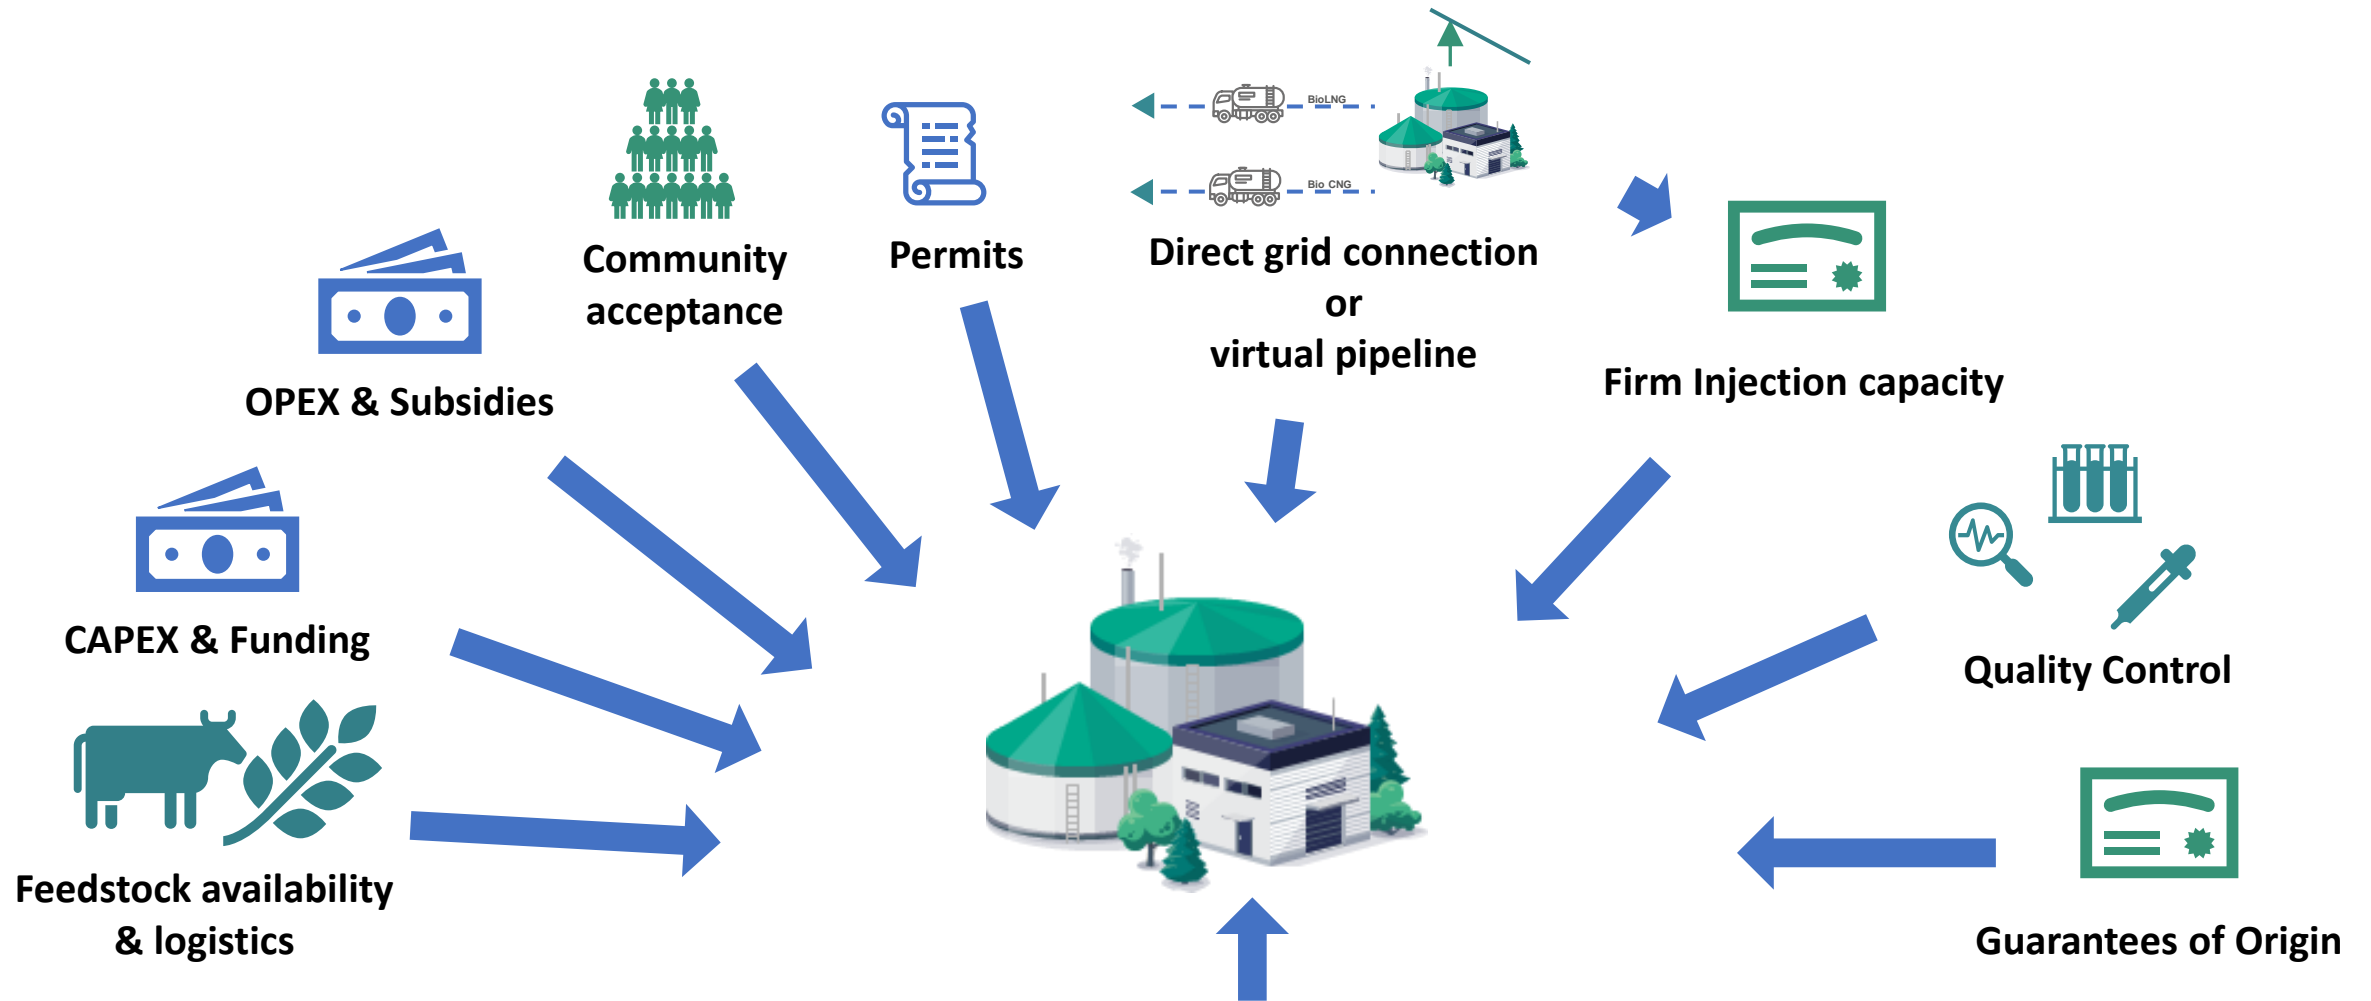 BioLNG
Bio CNG
Community
acceptance
Permits
Direct grid connection
or
virtual pipeline
Firm Injection capacity
OPEX & Subsidies
CAPEX & Funding
Quality Control
Feedstock availability
& logistics
Guarantees of Origin